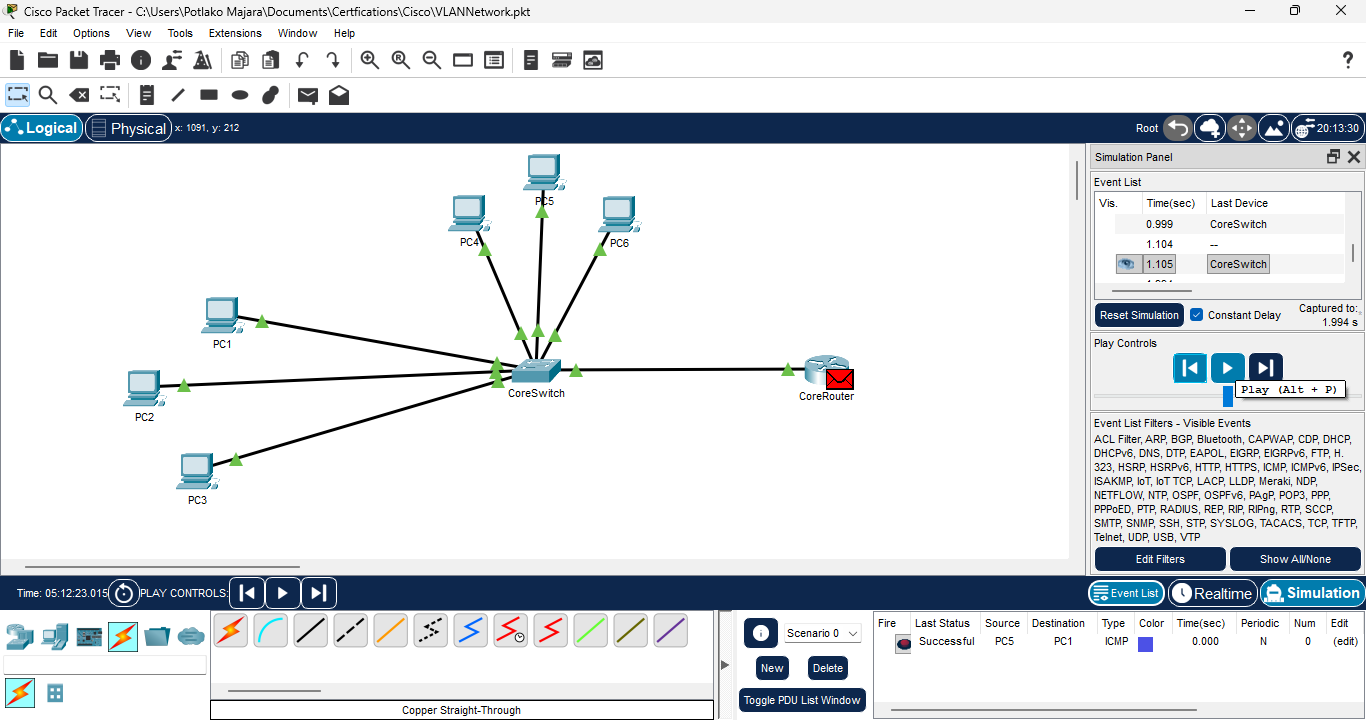 Cisco Packet Tracer - C:\Users\Potlako Majara\Documents\Certfications\Cisco\VLANNetwork.pkt
File Edit Options View Tools Extensions Window Help
Logical Physical x: 1091, y: 212 Root 20:13:30
PC5
PC4
PC6
PC1
CoreSwitch
CoreRouter
PC2
PC3
Simulation Panel
Event List
Vis. Time(sec) Last Device
0.999 CoreSwitch
1.104 --
1.105 CoreSwitch
Reset Simulation Constant Delay Captured to:
1.994 s
Play Controls
Play (Alt + P)
Event List Filters - Visible Events
ACL Filter, ARP, BGP, Bluetooth, CAPWAP, CDP, DHCP,
DHCPv6, DNS, DTP, EAPOL, EIGRP, EIGRPv6, FTP, H.
323, HSRP, HSRPv6, HTTP, HTTPS, ICMP, ICMPv6, IPSec,
ISAKMP, IoT, IoT TCP, LACP, LLDP, Meraki, NDP,
NETFLOW, NTP, OSPF, OSPFv6, PAgP, POP3, PPP,
PPPoED, PTP, RADIUS, REP, RIP, RIPng, RTP, SCCP,
SMTP, SNMP, SSH, STP, SYSLOG, TACACS, TCP, TFTP,
Telnet, UDP, USB, VTP
Edit Filters Show All/None
Time: 05:12:23.015 PLAY CONTROLS: Event List Realtime Simulation
Copper Straight-Through
Scenario 0
New Delete
Toggle PDU List Window
Fire Last Status Source Destination Type Color Time(sec) Periodic Num Edit
Successful PC5 PC1 ICMP 0.000 N 0 (edit)